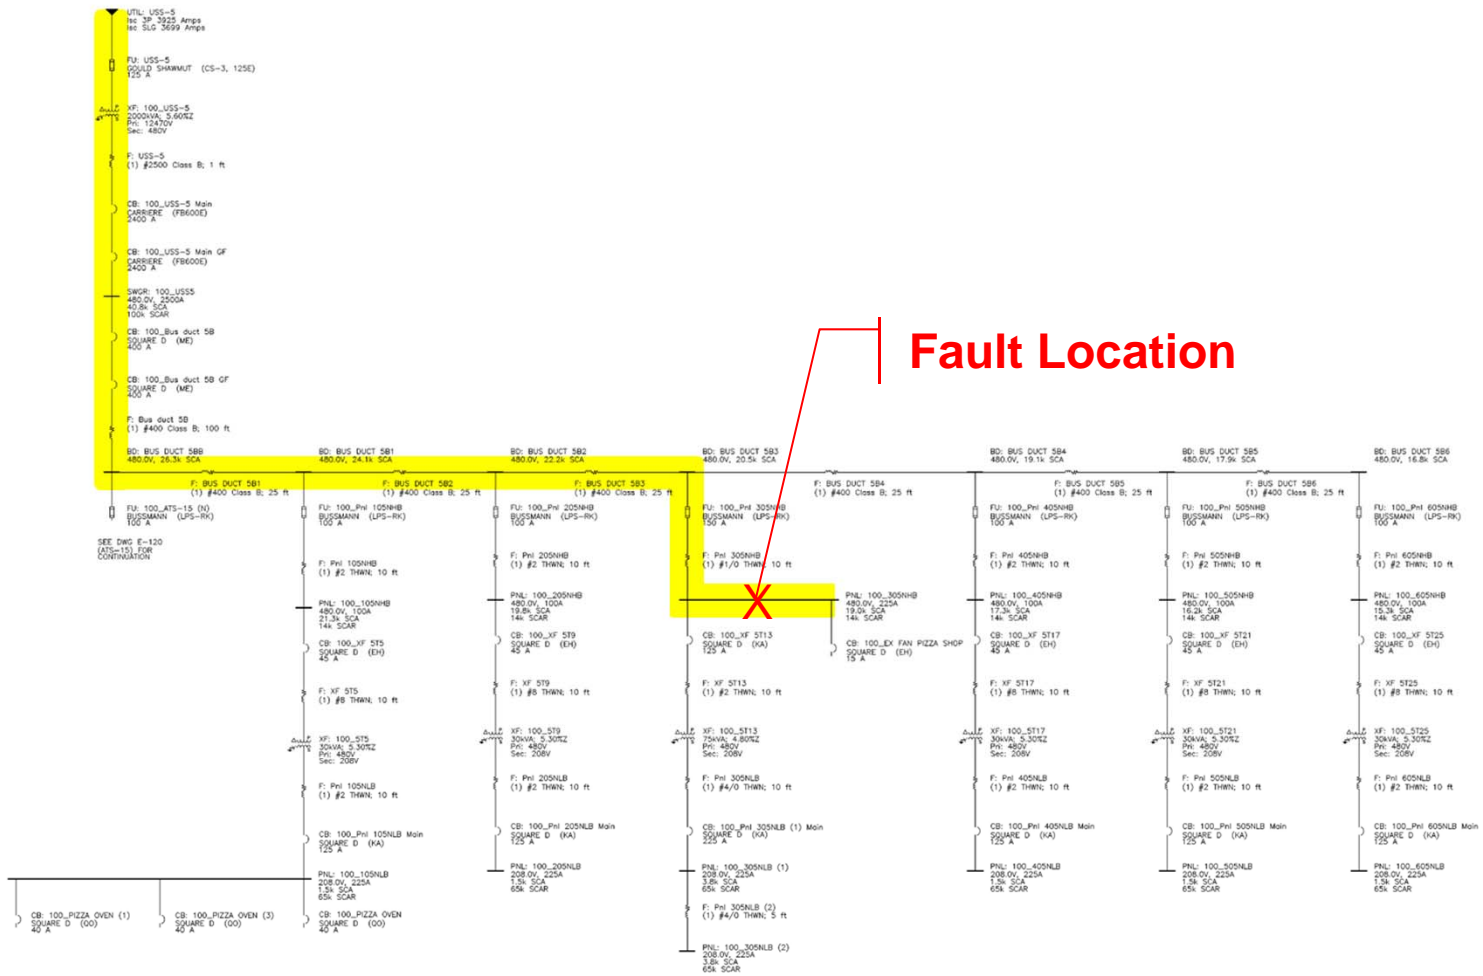 UTIL: USS-5
Isc 3P 3925 Amps
Isc SLG 3699 Amps
FU: USS-5
GOULD SHAWMUT (CS-3, 125E)
125 A
XF: 100_USS-5
2000kVA; 5.60%Z
Pri: 12470V
Sec: 480V
F: USS-5
(1) #2500 Class B; 1 ft
CB: 100_USS-5 Main
CARRIERE (FB600E)
2400 A
CB: 100_USS-5 Main GF
CARRIERE (FB600E)
2400 A
SWGR: 100_USS5
480.0V, 2500A
40.8k SCA
100k SCAR
CB: 100_Bus duct 5B
SQUARE D (ME)
400 A
CB: 100_Bus duct 5B GF
SQUARE D (ME)
400 A
F: Bus duct 5B
(1) #400 Class B; 100 ft
Fault Location
BD: BUS DUCT 5BB
480.0V, 26.3k SCA
BD: BUS DUCT 5B1
480.0V, 24.1k SCA
BD: BUS DUCT 5B2
480.0V, 22.2k SCA
BD: BUS DUCT 5B3
480.0V, 20.5k SCA
BD: BUS DUCT 5B4
480.0V, 19.1k SCA
BD: BUS DUCT 5B5
480.0V, 17.9k SCA
BD: BUS DUCT 5B6
480.0V, 16.8k SCA
F: BUS DUCT 5B1
(1) #400 Class B; 25 ft
F: BUS DUCT 5B2
(1) #400 Class B; 25 ft
F: BUS DUCT 5B3
(1) #400 Class B; 25 ft
F: BUS DUCT 5B4
(1) #400 Class B; 25 ft
F: BUS DUCT 5B5
(1) #400 Class B; 25 ft
F: BUS DUCT 5B6
(1) #400 Class B; 25 ft
FU: 100_ATS-15 (N)
BUSSMANN (LPS-RK)
100 A
SEE DWG E-120
(ATS-15) FOR
CONTINUATION
FU: 100_Pnl 105NHB
BUSSMANN (LPS-RK)
100 A
F: Pnl 105NHB
(1) #2 THWN; 10 ft
PNL: 100_105NHB
480.0V, 100A
21.3k SCA
14k SCAR
CB: 100_XF 5T5
SQUARE D (EH)
45 A
F: XF 5T5
(1) #8 THWN; 10 ft
XF: 100_5T5
30kVA; 5.30%Z
Pri: 480V
Sec: 208V
F: Pnl 105NLB
(1) #2 THWN; 10 ft
CB: 100_Pnl 105NLB Main
SQUARE D (KA)
125 A
PNL: 100_105NLB
208.0V, 225A
1.5k SCA
65k SCAR
CB: 100_PIZZA OVEN (1)
SQUARE D (QO)
40 A
CB: 100_PIZZA OVEN (3)
SQUARE D (QO)
40 A
CB: 100_PIZZA OVEN
SQUARE D (QO)
40 A
FU: 100_Pnl 205NHB
BUSSMANN (LPS-RK)
100 A
F: Pnl 205NHB
(1) #2 THWN; 10 ft
PNL: 100_205NHB
480.0V, 100A
19.8k SCA
14k SCAR
CB: 100_XF 5T9
SQUARE D (EH)
45 A
F: XF 5T9
(1) #8 THWN; 10 ft
XF: 100_5T9
30kVA; 5.30%Z
Pri: 480V
Sec: 208V
F: Pnl 205NLB
(1) #2 THWN; 10 ft
CB: 100_Pnl 205NLB Main
SQUARE D (KA)
125 A
PNL: 100_205NLB
208.0V, 225A
1.5k SCA
65k SCAR
FU: 100_Pnl 305NHB
BUSSMANN (LPS-RK)
150 A
F: Pnl 305NHB
(1) #1/0 THWN; 10 ft
X
PNL: 100_305NHB
480.0V, 225A
19.0k SCA
14k SCAR
CB: 100_XF 5T13
SQUARE D (KA)
125 A
CB: 100_EX FAN PIZZA SHOP
SQUARE D (EH)
15 A
F: XF 5T13
(1) #2 THWN; 10 ft
XF: 100_5T13
75kVA; 4.80%Z
Pri: 480V
Sec: 208V
F: Pnl 305NLB
(1) #4/0 THWN; 10 ft
CB: 100_Pnl 305NLB (1) Main
SQUARE D (KA)
225 A
PNL: 100_305NLB (1)
208.0V, 225A
3.8k SCA
65k SCAR
F: Pnl 305NLB (2)
(1) #4/0 THWN; 5 ft
PNL: 100_305NLB (2)
208.0V, 225A
3.8k SCA
65k SCAR
FU: 100_Pnl 405NHB
BUSSMANN (LPS-RK)
100 A
F: Pnl 405NHB
(1) #2 THWN; 10 ft
PNL: 100_405NHB
480.0V, 100A
17.3k SCA
14k SCAR
CB: 100_XF 5T17
SQUARE D (EH)
45 A
F: XF 5T17
(1) #8 THWN; 10 ft
XF: 100_5T17
30kVA; 5.30%Z
Pri: 480V
Sec: 208V
F: Pnl 405NLB
(1) #2 THWN; 10 ft
CB: 100_Pnl 405NLB Main
SQUARE D (KA)
125 A
PNL: 100_405NLB
208.0V, 225A
1.5k SCA
65k SCAR
FU: 100_Pnl 505NHB
BUSSMANN (LPS-RK)
100 A
F: Pnl 505NHB
(1) #2 THWN; 10 ft
PNL: 100_505NHB
480.0V, 100A
16.2k SCA
14k SCAR
CB: 100_XF 5T21
SQUARE D (EH)
45 A
F: XF 5T21
(1) #8 THWN; 10 ft
XF: 100_5T21
30kVA; 5.30%Z
Pri: 480V
Sec: 208V
F: Pnl 505NLB
(1) #2 THWN; 10 ft
CB: 100_Pnl 505NLB Main
SQUARE D (KA)
125 A
PNL: 100_505NLB
208.0V, 225A
1.5k SCA
65k SCAR
FU: 100_Pnl 605NHB
BUSSMANN (LPS-RK)
100 A
F: Pnl 605NHB
(1) #2 THWN; 10 ft
PNL: 100_605NHB
480.0V, 100A
15.3k SCA
14k SCAR
CB: 100_XF 5T25
SQUARE D (EH)
45 A
F: XF 5T25
(1) #8 THWN; 10 ft
XF: 100_5T25
30kVA; 5.30%Z
Pri: 480V
Sec: 208V
F: Pnl 605NLB
(1) #2 THWN; 10 ft
CB: 100_Pnl 605NLB Main
SQUARE D (KA)
125 A
PNL: 100_605NLB
208.0V, 225A
1.5k SCA
65k SCAR